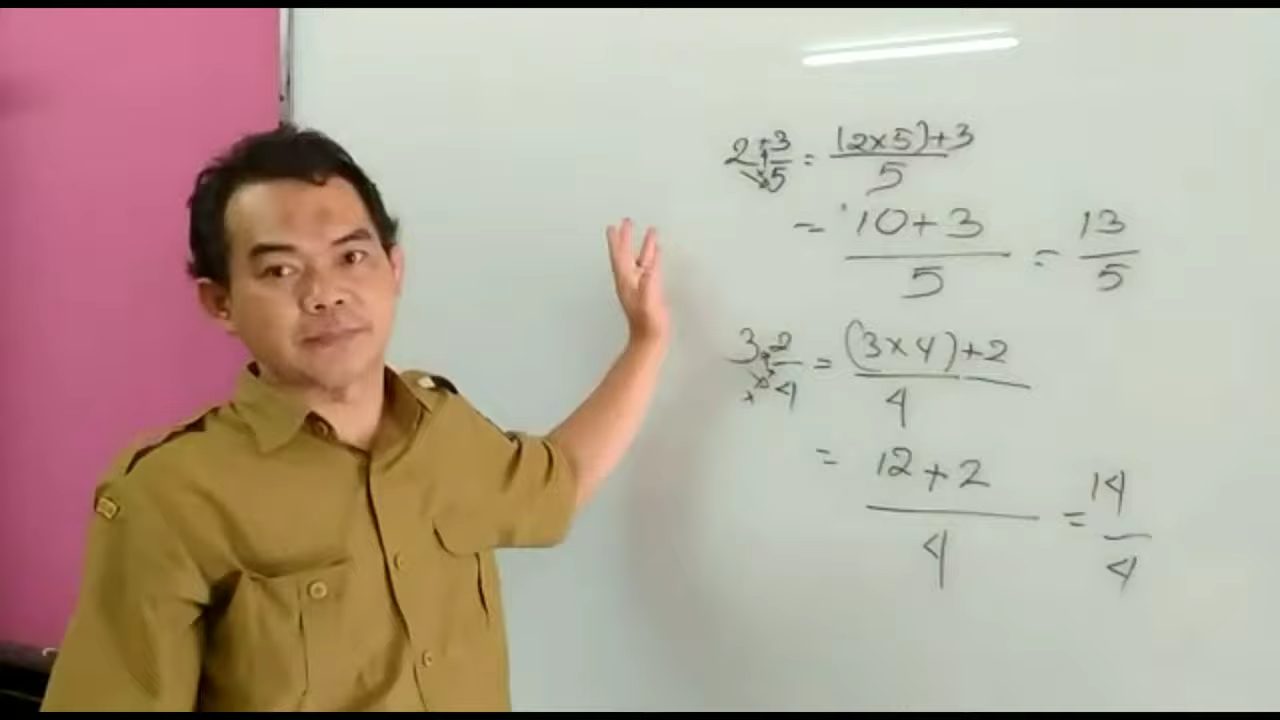 2 3/5 = (2x5)+3/5
= 10+3/5 = 13/5
3 2/4 = (3x4)+2/4
= 12+2/4 = 14/4